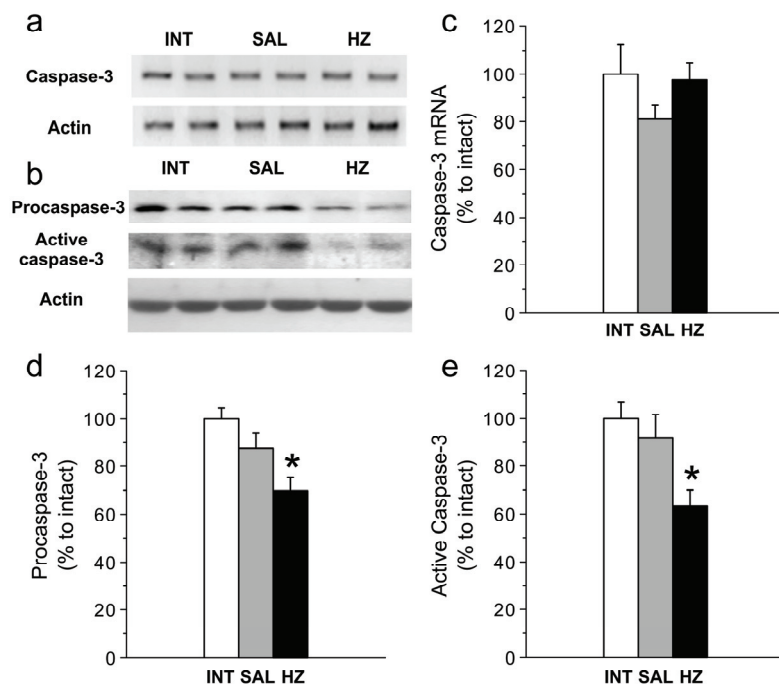 a
INT SAL HZ
Caspase-3
Actin
b
INT SAL HZ
Procaspase-3
Active
caspase-3
Actin
c
Caspase-3 mRNA
(% to intact)
120
100
80
60
40
20
0
INT SAL HZ
d
Procaspase-3
(% to intact)
120
100
80
60
40
20
0
*
INT SAL HZ
e
Active Caspase-3
(% to intact)
120
100
80
60
40
20
0
*
INT SAL HZ